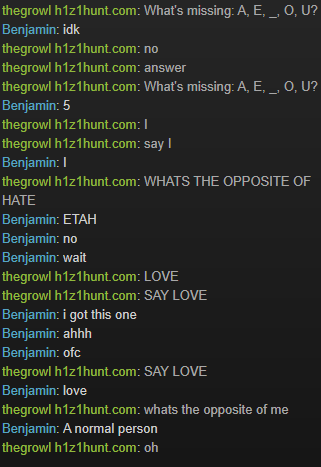 thegrowl h1z1hunt.com: What's missing: A, E, _, O, U?
Benjamin: idk
thegrowl h1z1hunt.com: no
thegrowl h1z1hunt.com: answer
thegrowl h1z1hunt.com: What's missing: A, E, _, O, U?
Benjamin: 5
thegrowl h1z1hunt.com: I
thegrowl h1z1hunt.com: say I
Benjamin: I
thegrowl h1z1hunt.com: WHATS THE OPPOSITE OF
HATE
Benjamin: ETAH
Benjamin: no
Benjamin: wait
thegrowl h1z1hunt.com: LOVE
thegrowl h1z1hunt.com: SAY LOVE
Benjamin: i got this one
Benjamin: ahhh
Benjamin: ofc
thegrowl h1z1hunt.com: SAY LOVE
Benjamin: love
thegrowl h1z1hunt.com: whats the opposite of me
Benjamin: A normal person
thegrowl h1z1hunt.com: oh